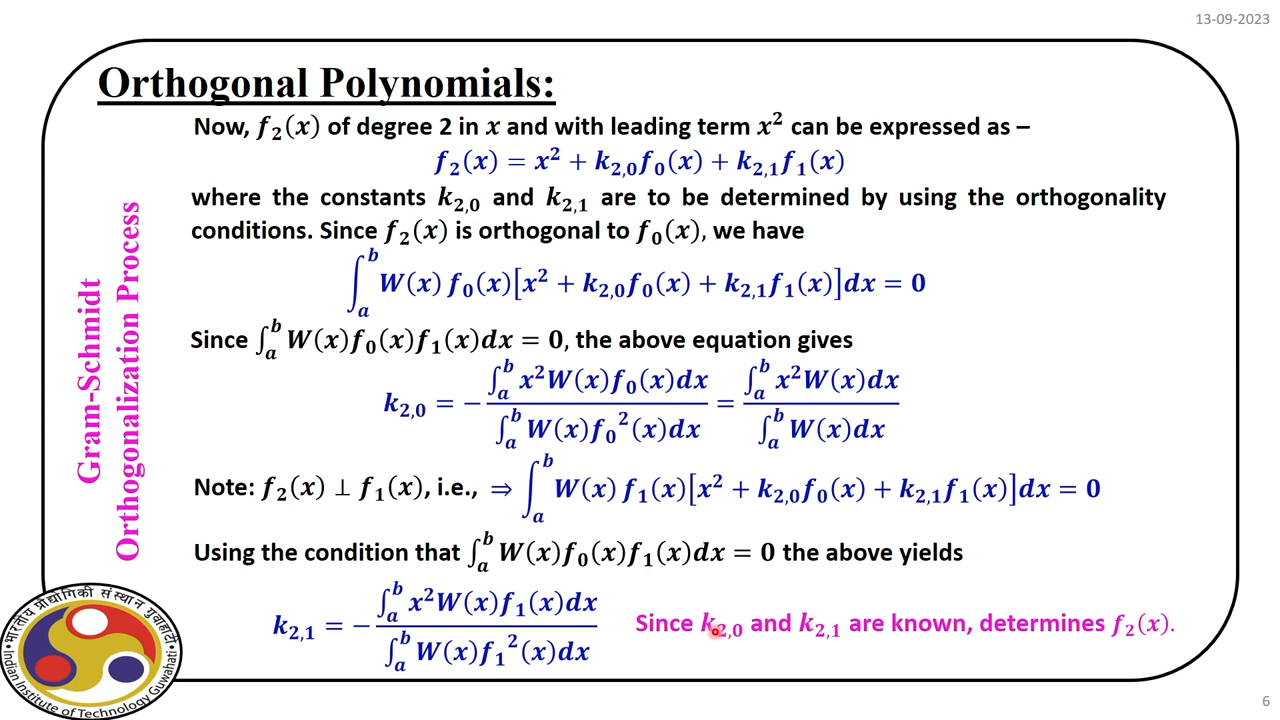 13-09-2023
Orthogonal Polynomials:
Now, f₂(x) of degree 2 in x and with leading term x² can be expressed as –
f₂(x) = x² + k₂,₀f₀(x) + k₂,₁f₁(x)
where the constants k₂,₀ and k₂,₁ are to be determined by using the orthogonality
conditions. Since f₂(x) is orthogonal to f₀(x), we have
∫ₐᵇ W(x) f₀(x)[x² + k₂,₀f₀(x) + k₂,₁f₁(x)]dx = 0
Since ∫ₐᵇ W(x)f₀(x)f₁(x)dx = 0, the above equation gives
k₂,₀ = − ∫ₐᵇ x²W(x)f₀(x)dx / ∫ₐᵇ W(x)f₀²(x)dx = ∫ₐᵇ x²W(x)dx / ∫ₐᵇ W(x)dx
Note: f₂(x) ⊥ f₁(x), i.e., ⇒ ∫ₐᵇ W(x) f₁(x)[x² + k₂,₀f₀(x) + k₂,₁f₁(x)]dx = 0
Using the condition that ∫ₐᵇ W(x)f₀(x)f₁(x)dx = 0 the above yields
k₂,₁ = − ∫ₐᵇ x²W(x)f₁(x)dx / ∫ₐᵇ W(x)f₁²(x)dx
Since k₂,₀ and k₂,₁ are known, determines f₂(x).
Gram-Schmidt
Orthogonalization Process
भारतीय प्रौद्योगिकी संस्थान गुवाहाटी
Indian Institute of Technology Guwahati
6